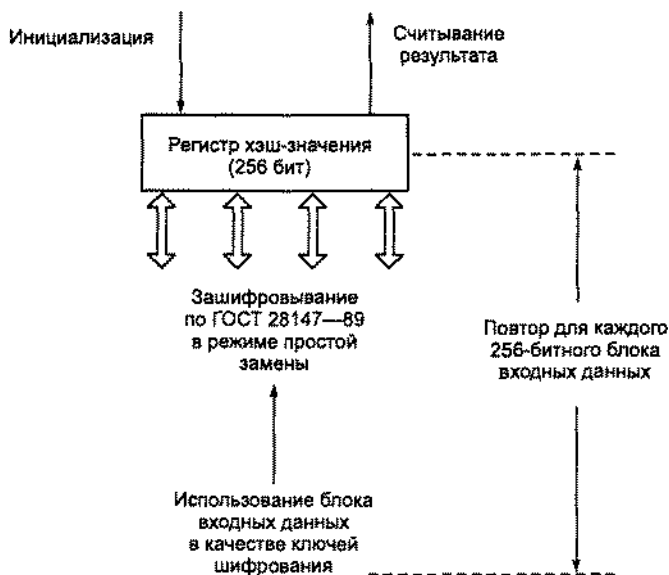 Инициализация
Считывание
результата
Регистр хэш-значения
(256 бит)
Зашифровывание
по ГОСТ 28147—89
в режиме простой
замены
Повтор для каждого
256-битного блока
входных данных
Использование блока
входных данных
в качестве ключей
шифрования